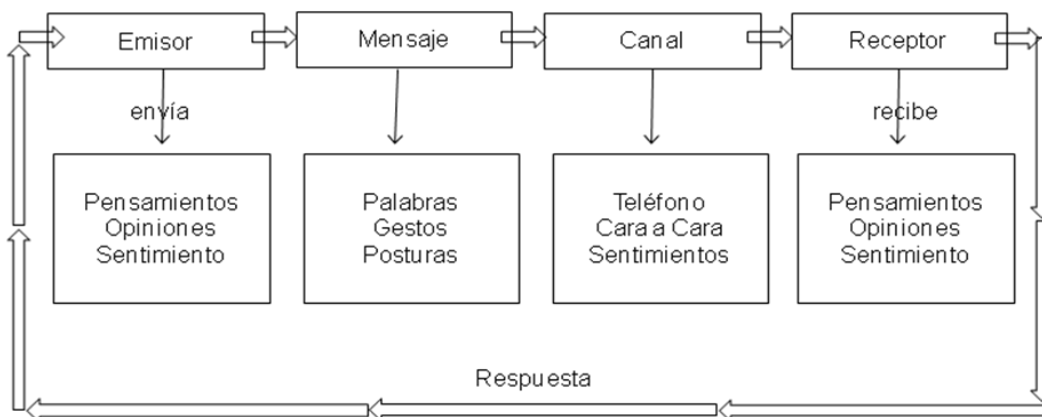 Emisor
Mensaje
Canal
Receptor
envía
recibe
Pensamientos
Opiniones
Sentimiento
Palabras
Gestos
Posturas
Teléfono
Cara a Cara
Sentimientos
Pensamientos
Opiniones
Sentimiento
Respuesta